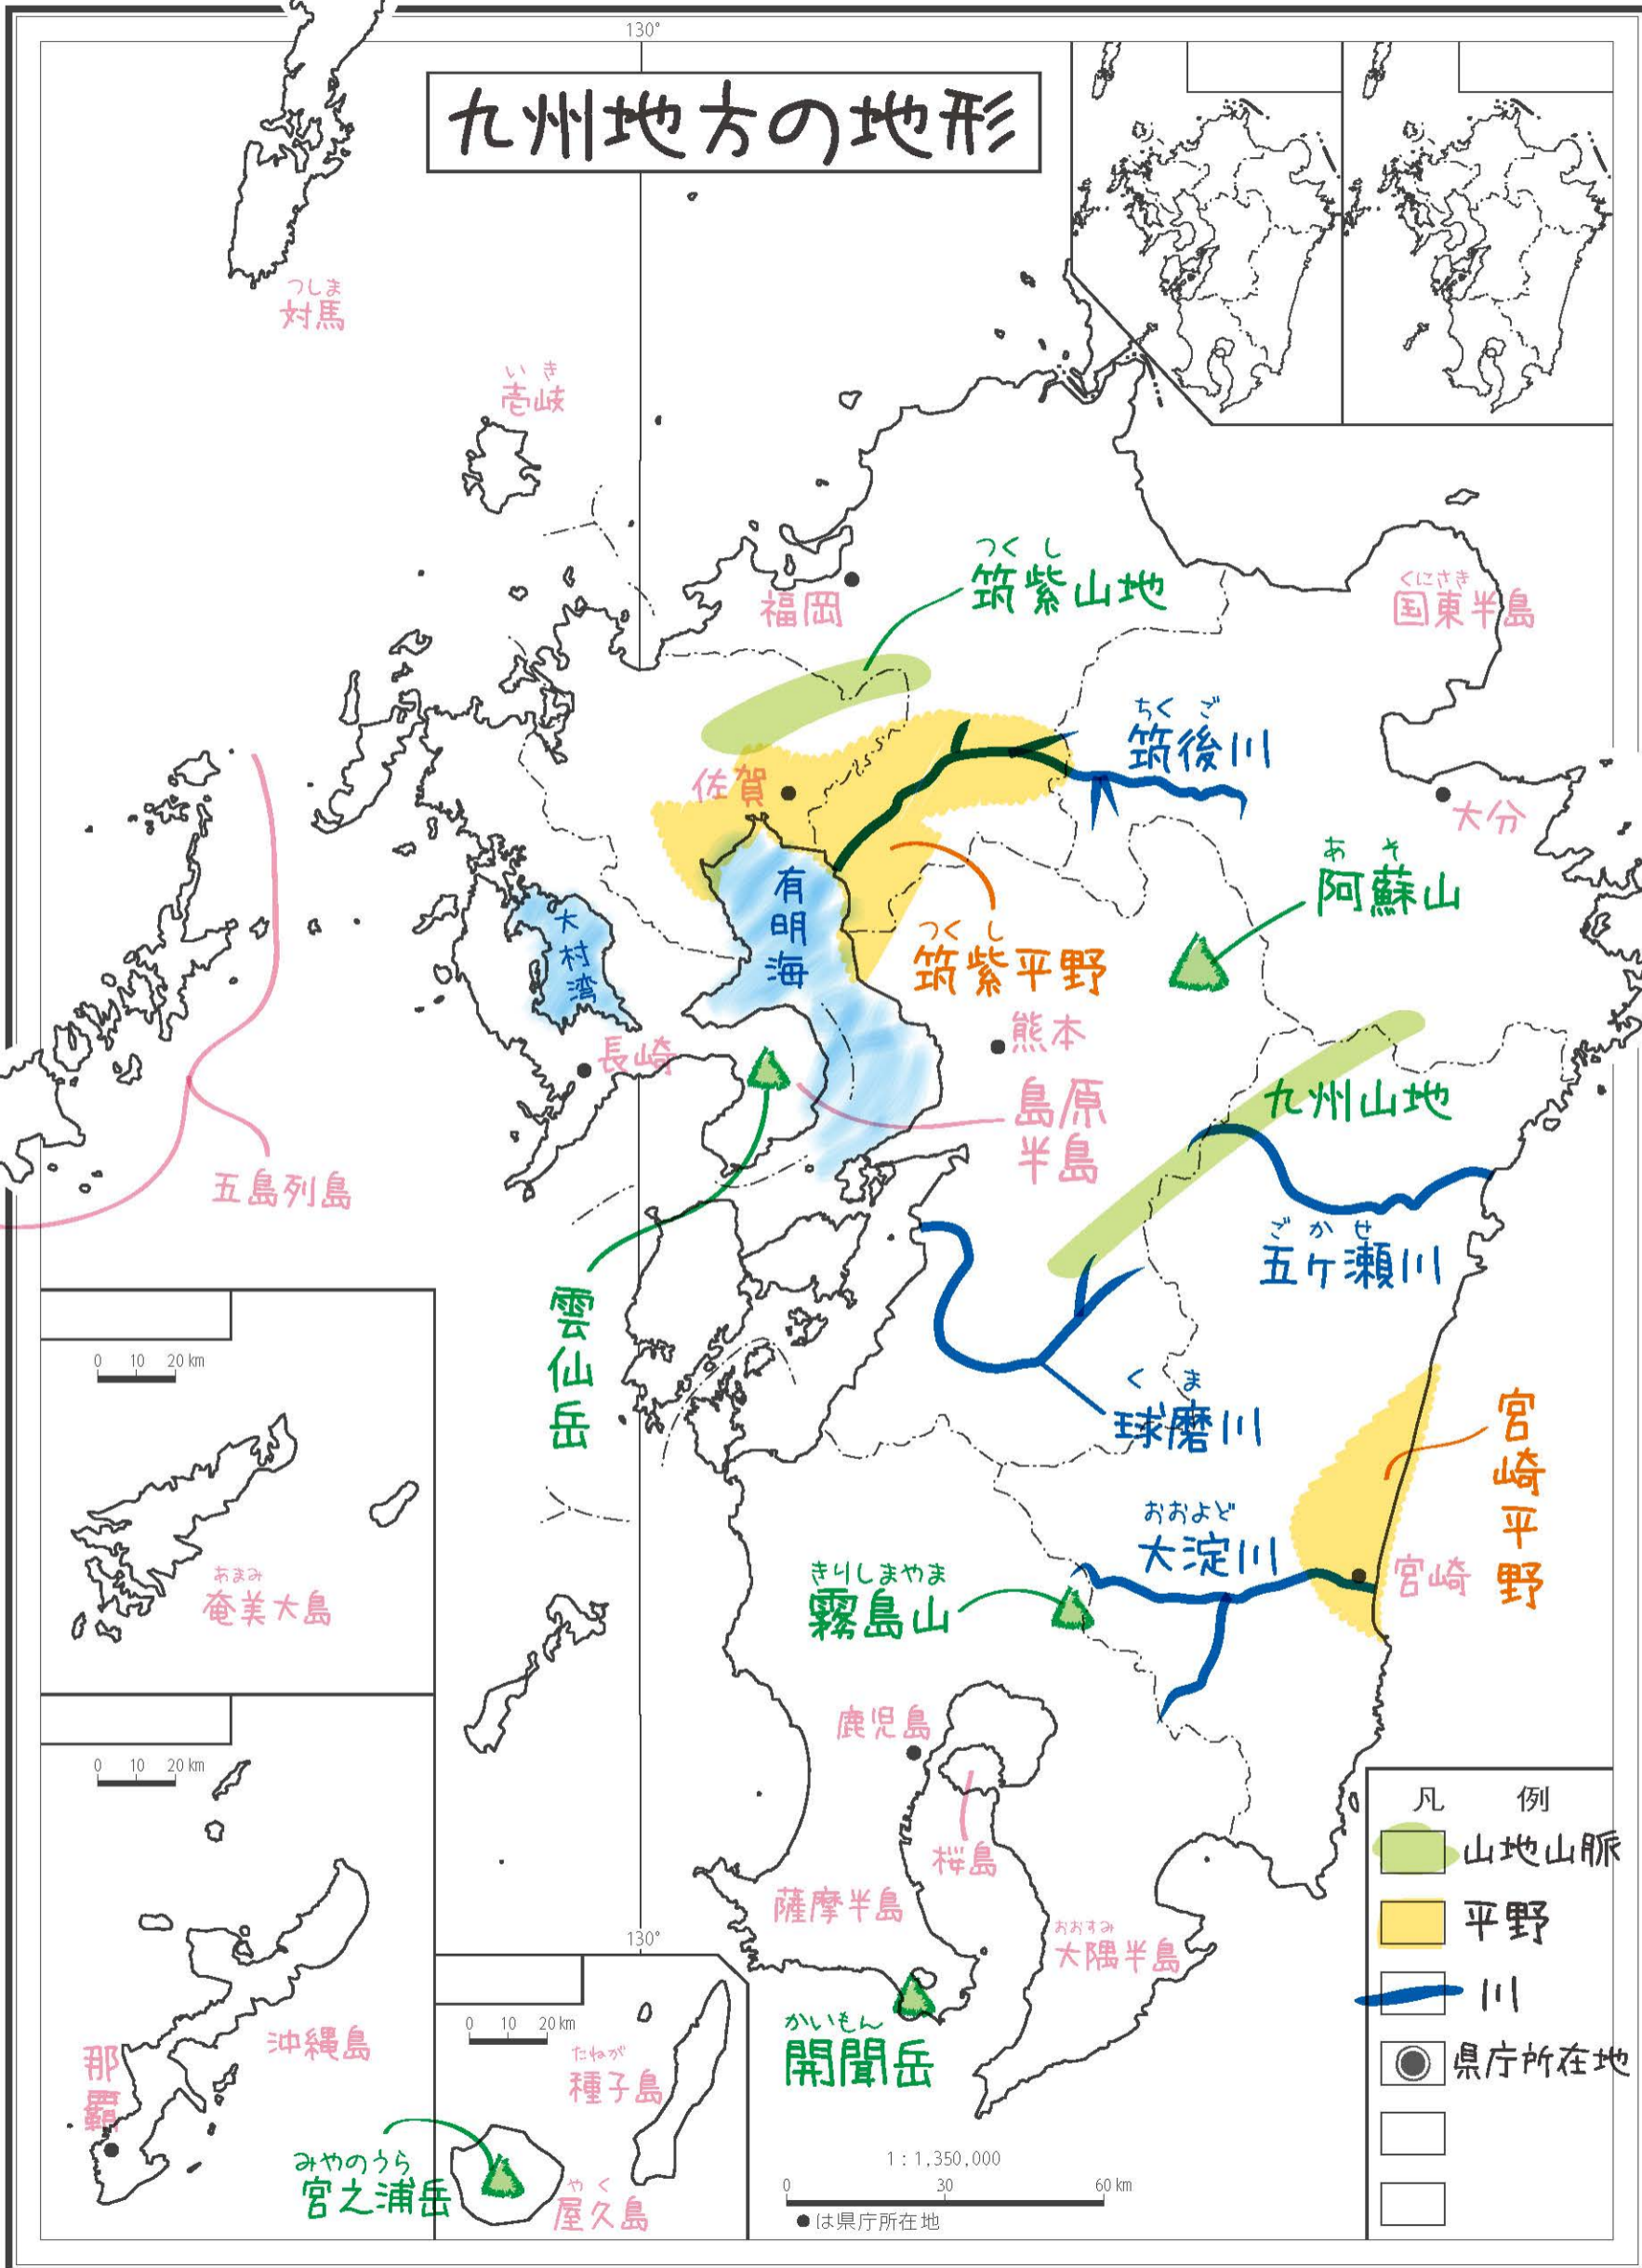 130°
九州地方の地形
つしま
対馬
いき
壱岐
つくし
筑紫山地
福岡
くにさき
国東半島
ちくご
筑後川
佐賀
大分
あそ
阿蘇山
有明海
大村湾
つくし
筑紫平野
熊本
長崎
島原
半島
九州山地
五島列島
ごかせ
五ケ瀬川
雲仙岳
くま
球磨川
宮崎平野
おおよど
大淀川
宮崎
きりしまやま
霧島山
0 10 20 km
あまみ
奄美大島
鹿児島
桜島
薩摩半島
おおすみ
大隅半島
かいもん
開聞岳
130°
0 10 20 km
沖縄島
那覇
0 10 20 km
たねが
種子島
みやのうら
宮之浦岳
やく
屋久島
1:1,350,000
0 30 60 km
●は県庁所在地
凡例
山地山脈
平野
川
県庁所在地